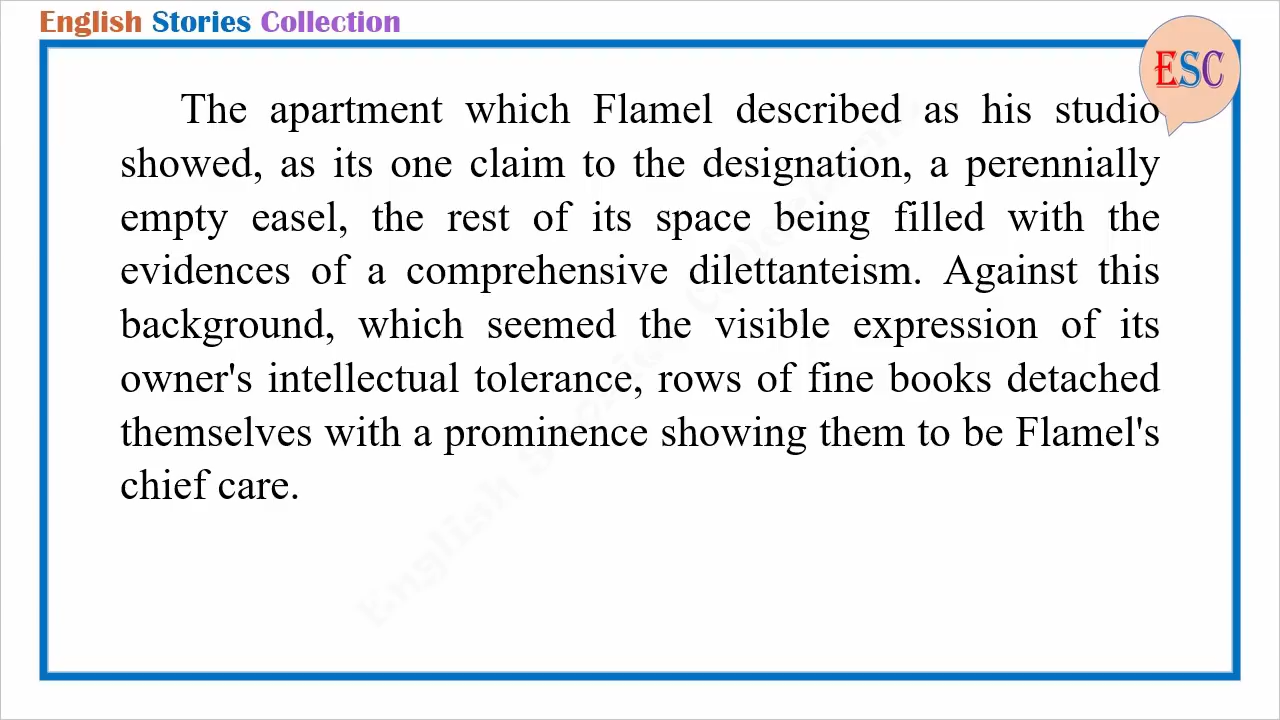 English Stories Collection
ESC
The apartment which Flamel described as his studio
showed, as its one claim to the designation, a perennially
empty easel, the rest of its space being filled with the
evidences of a comprehensive dilettanteism. Against this
background, which seemed the visible expression of its
owner's intellectual tolerance, rows of fine books detached
themselves with a prominence showing them to be Flamel's
chief care.